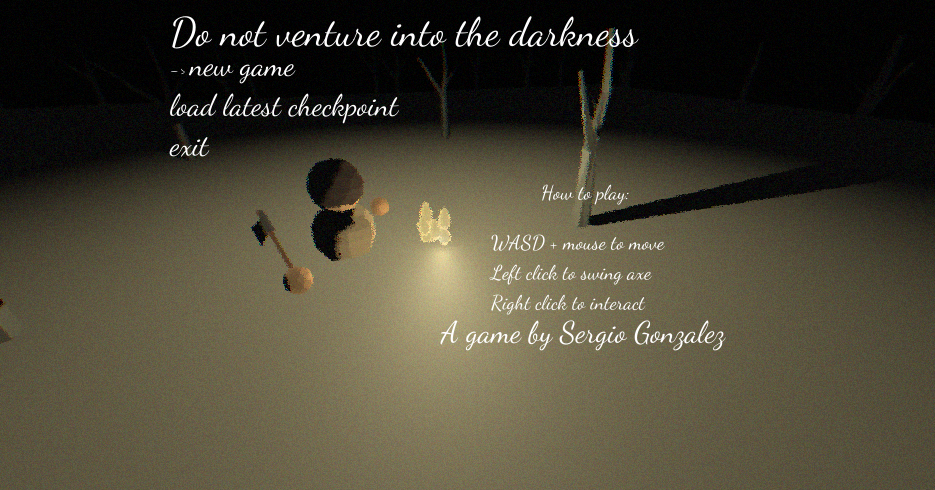 Do not venture into the darkness
->new game
load latest checkpoint
exit
How to play:
WASD + mouse to move
Left click to swing axe
Right click to interact
A game by Sergio Gonzalez